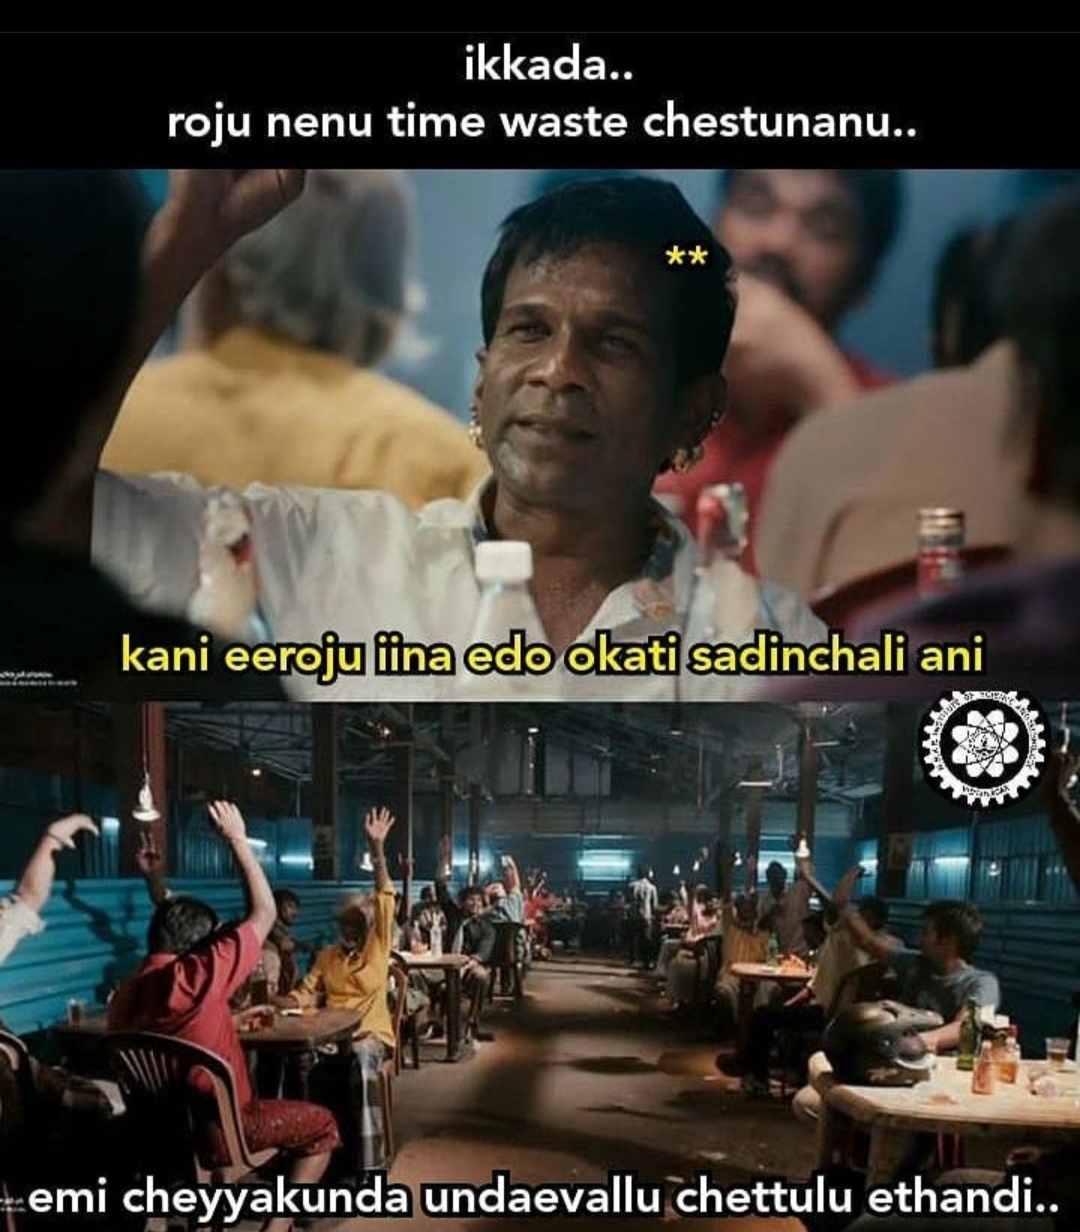 ikkada..
roju nenu time waste chestunanu..
**
kani eeroju iina edo okati sadinchali ani
emi cheyyakunda undaevallu chettulu ethandi..